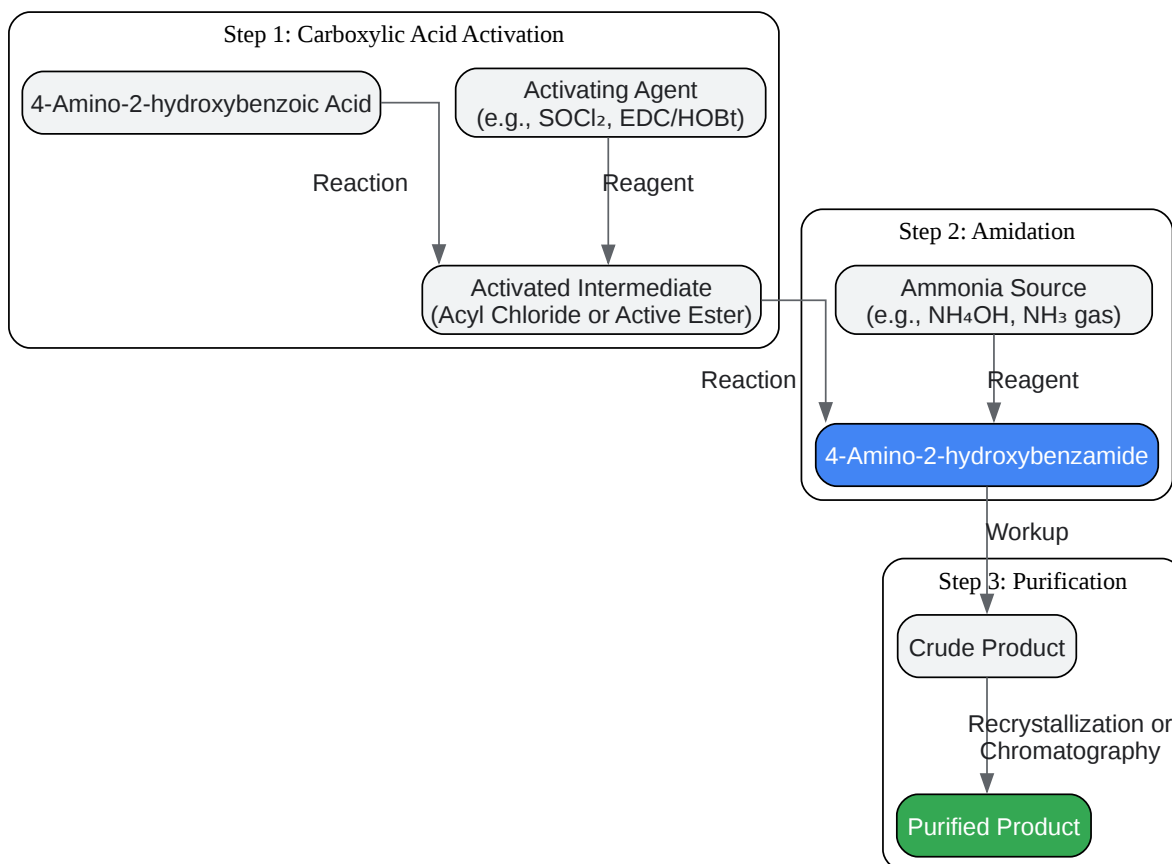 Step 1: Carboxylic Acid Activation
4-Amino-2-hydroxybenzoic Acid
Activating Agent
(e.g., SOCl₂, EDC/HOBt)
Reaction
Reagent
Activated Intermediate
(Acyl Chloride or Active Ester)
Step 2: Amidation
Ammonia Source
(e.g., NH₄OH, NH₃ gas)
Reaction
Reagent
4-Amino-2-hydroxybenzamide
Workup
Step 3: Purification
Crude Product
Recrystallization or
Chromatography
Purified Product